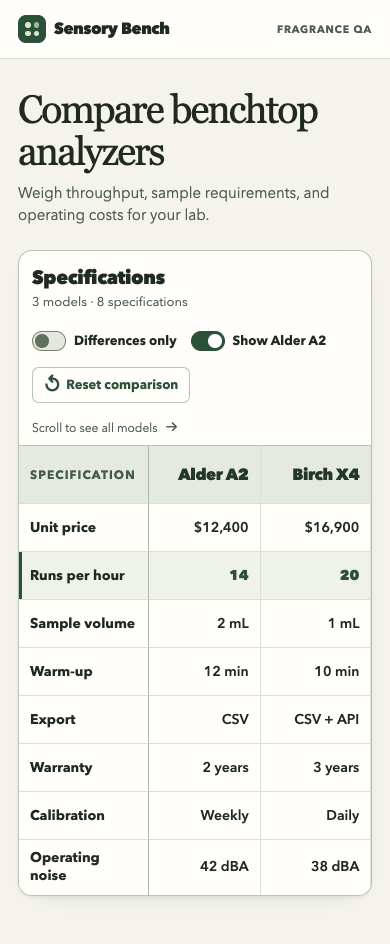 Sensory Bench
FRAGRANCE QA
Compare benchtop
analyzers
Weigh throughput, sample requirements, and
operating costs for your lab.
Specifications
3 models · 8 specifications
Differences only
Show Alder A2
Reset comparison
Scroll to see all models →
SPECIFICATION Alder A2 Birch X4
Unit price $12,400 $16,900
Runs per hour 14 20
Sample volume 2 mL 1 mL
Warm-up 12 min 10 min
Export CSV CSV + API
Warranty 2 years 3 years
Calibration Weekly Daily
Operating
noise 42 dBA 38 dBA